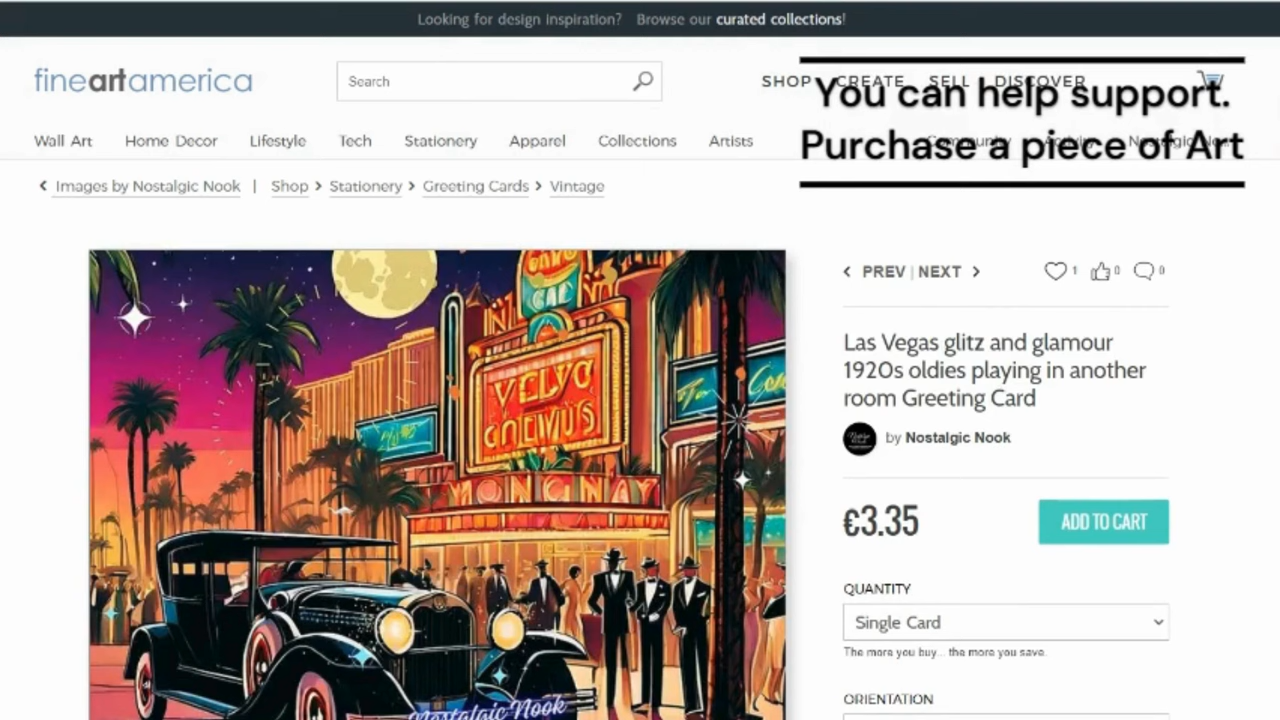 Looking for design inspiration? Browse our curated collections!
fineartamerica
Search
SHOP CREATE SELL DISCOVER
You can help support.
Purchase a piece of Art
Wall Art Home Decor Lifestyle Tech Stationery Apparel Collections Artists Community Activity
Images by Nostalgic Nook | Shop > Stationery > Greeting Cards > Vintage
PREV | NEXT 1 0 0
Las Vegas glitz and glamour
1920s oldies playing in another
room Greeting Card
by Nostalgic Nook
€3.35
ADD TO CART
QUANTITY
Single Card
The more you buy... the more you save.
ORIENTATION
VELVO
MONCINAY
Nostalgic Nook